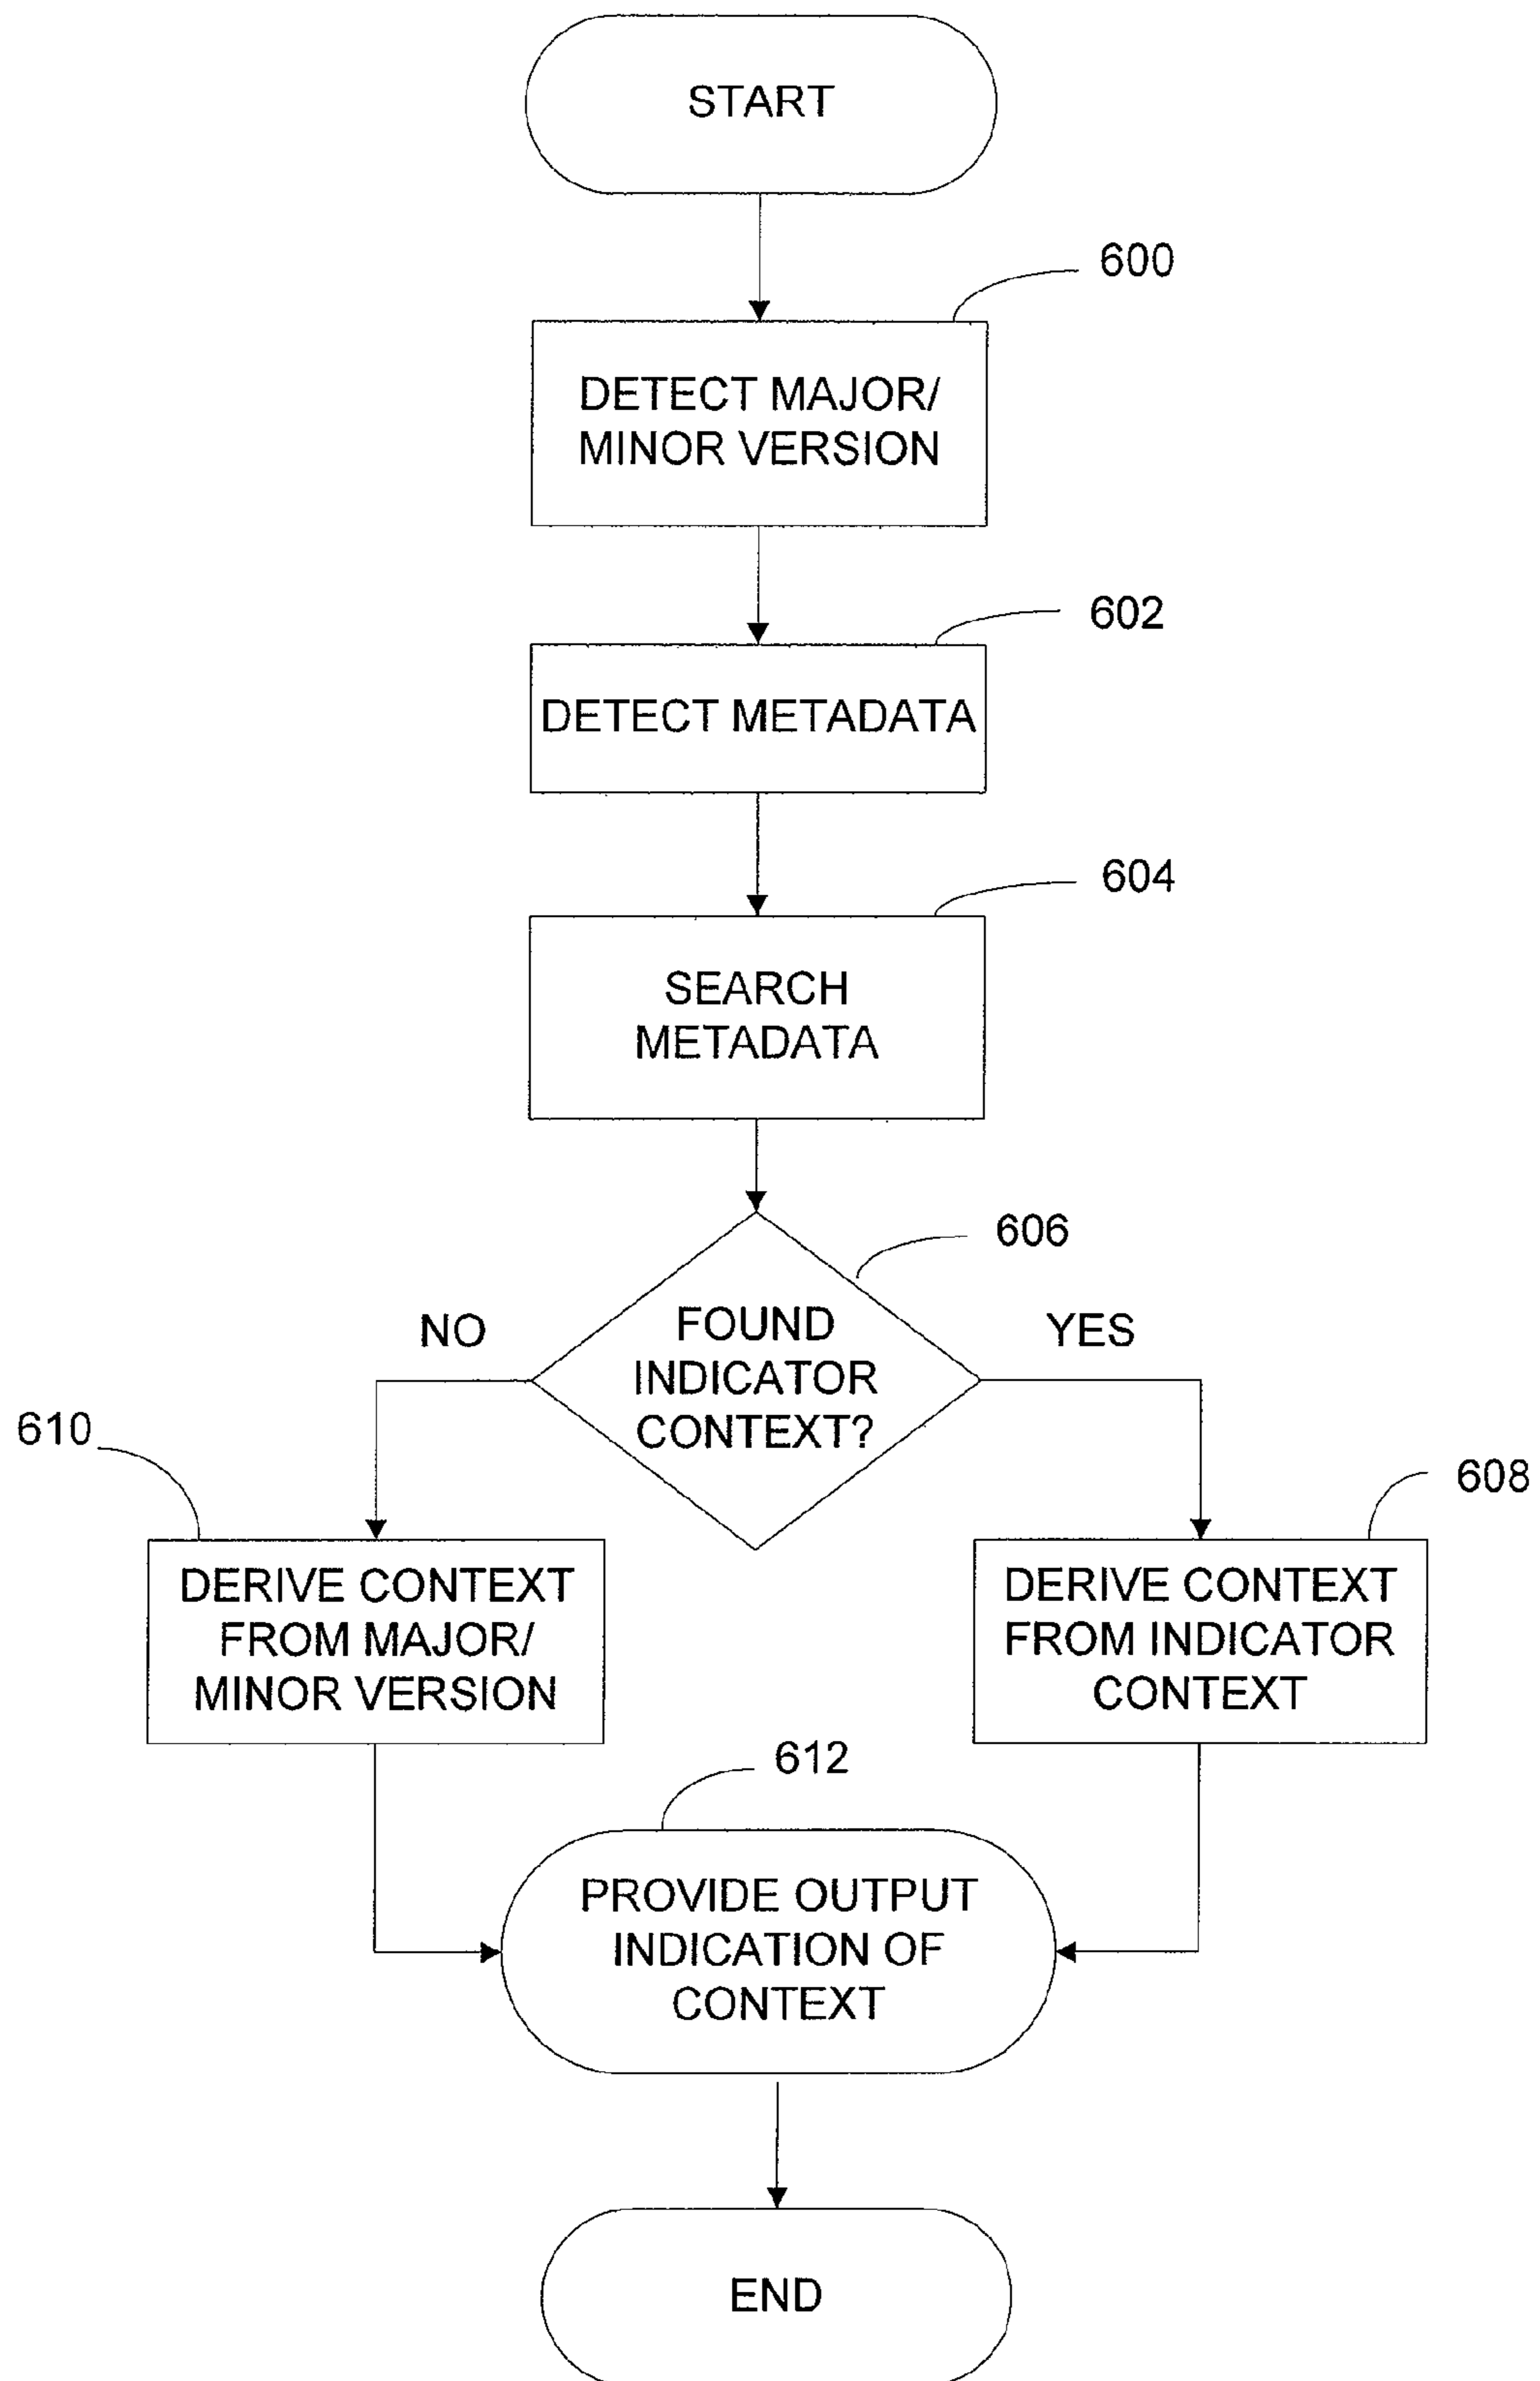 START
600
DETECT MAJOR/
MINOR VERSION
602
DETECT METADATA
604
SEARCH
METADATA
606
NO
FOUND
INDICATOR
CONTEXT?
YES
610
608
DERIVE CONTEXT
FROM MAJOR/
MINOR VERSION
DERIVE CONTEXT
FROM INDICATOR
CONTEXT
612
PROVIDE OUTPUT
INDICATION OF
CONTEXT
END